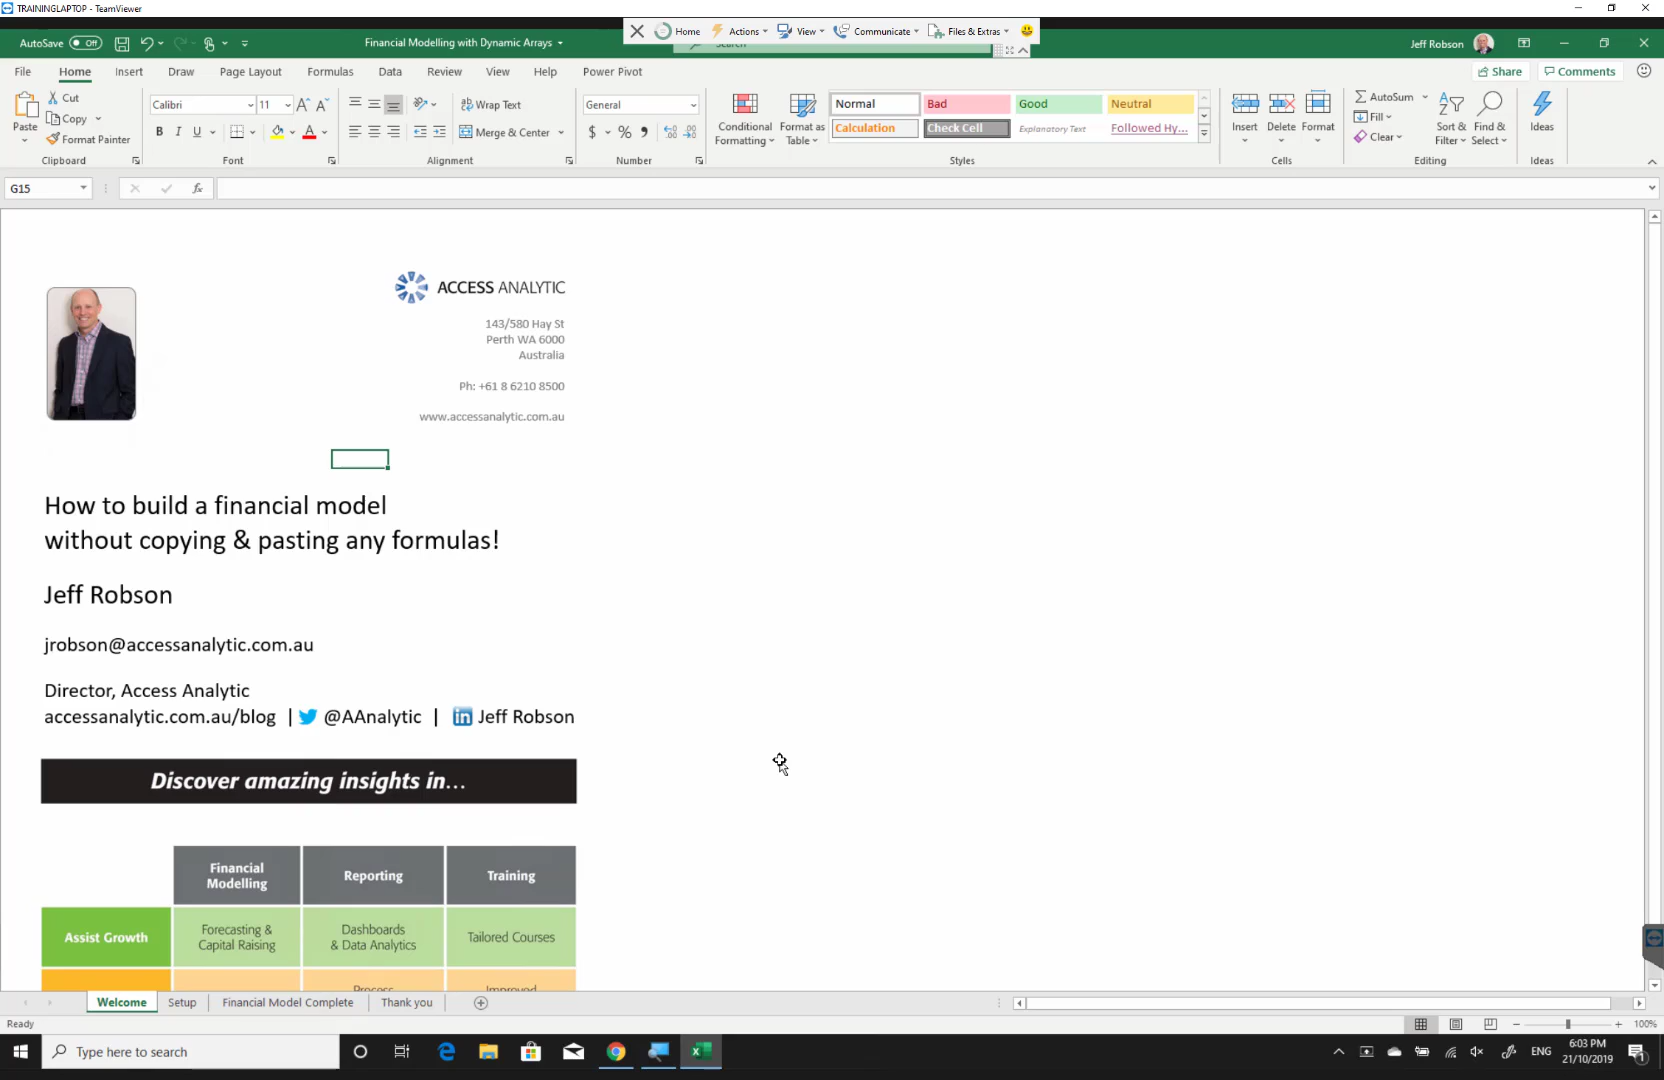 TRAININGLAPTOP - TeamViewer
AutoSave Off
Financial Modelling with Dynamic Arrays
Home Actions View Communicate Files & Extras
Search
Jeff Robson
File Home Insert Draw Page Layout Formulas Data Review View Help Power Pivot
Share Comments
Paste
Cut
Copy
Format Painter
Clipboard
Calibri 11
B I U
Font
Wrap Text
Merge & Center
Alignment
General
$ % ,
Number
Conditional Formatting
Format as Table
Normal Bad Good Neutral
Calculation Check Cell Explanatory Text Followed Hy...
Styles
Insert Delete Format
Cells
AutoSum
Fill
Clear
Sort & Filter
Find & Select
Editing
Ideas
Ideas
G15
fx
ACCESS ANALYTIC
143/580 Hay St
Perth WA 6000
Australia
Ph: +61 8 6210 8500
www.accessanalytic.com.au
How to build a financial model
without copying & pasting any formulas!
Jeff Robson
jrobson@accessanalytic.com.au
Director, Access Analytic
accessanalytic.com.au/blog | @AAnalytic | in Jeff Robson
Discover amazing insights in...
Financial Modelling
Reporting
Training
Assist Growth
Forecasting & Capital Raising
Dashboards & Data Analytics
Tailored Courses
Process
Improved
Welcome Setup Financial Model Complete Thank you
Ready
100%
Type here to search
ENG
6:03 PM
21/10/2019
1